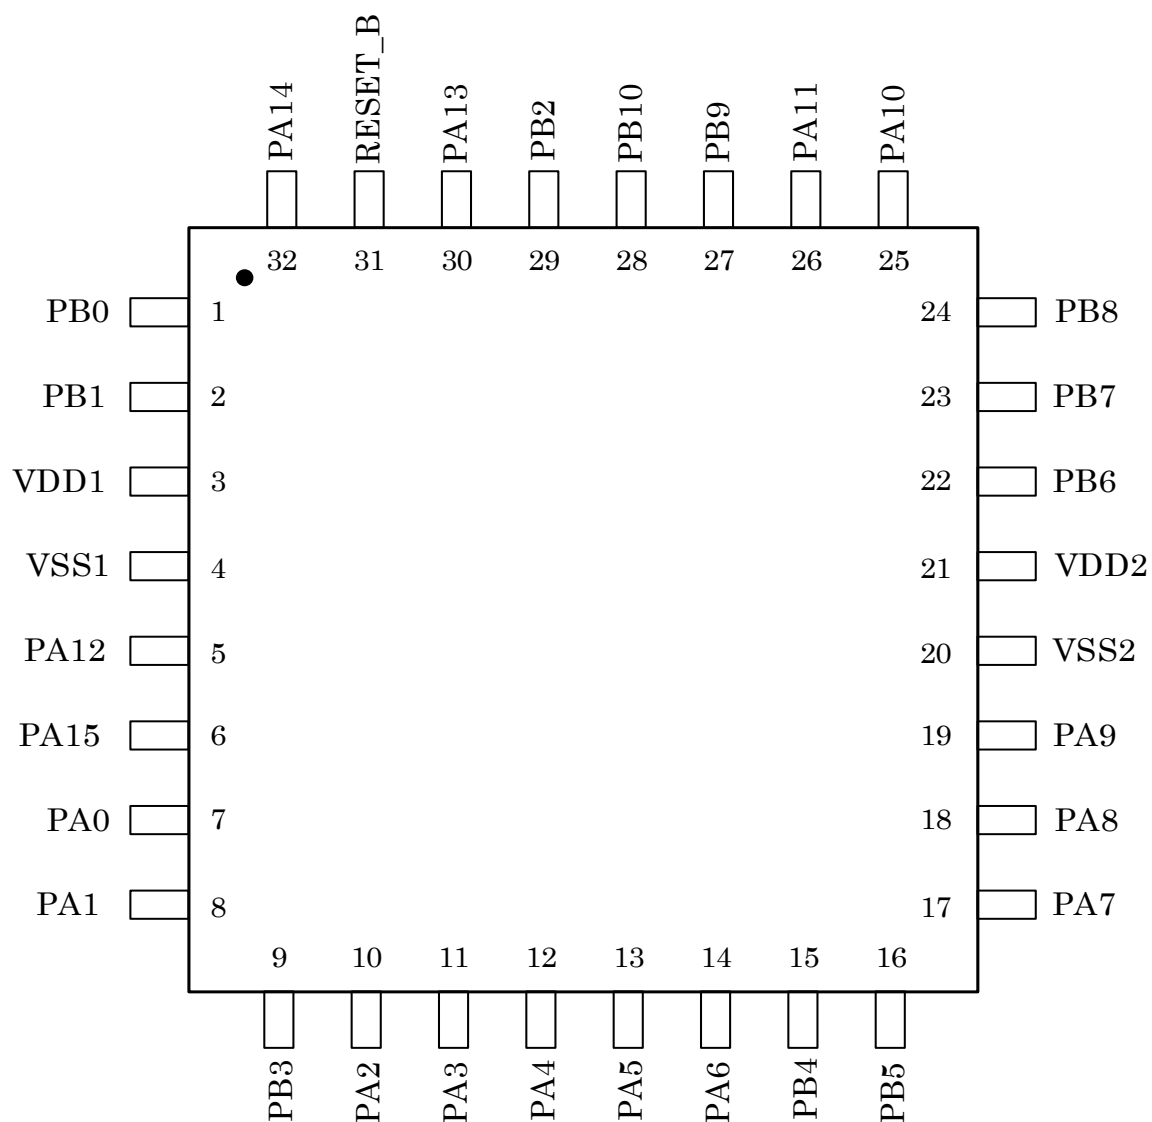 PA14 RESET_B PA13 PB2 PB10 PB9 PA11 PA10
32 31 30 29 28 27 26 25
PB0 1 24 PB8
PB1 2 23 PB7
VDD1 3 22 PB6
VSS1 4 21 VDD2
PA12 5 20 VSS2
PA15 6 19 PA9
PA0 7 18 PA8
PA1 8 17 PA7
9 10 11 12 13 14 15 16
PB3 PA2 PA3 PA4 PA5 PA6 PB4 PB5